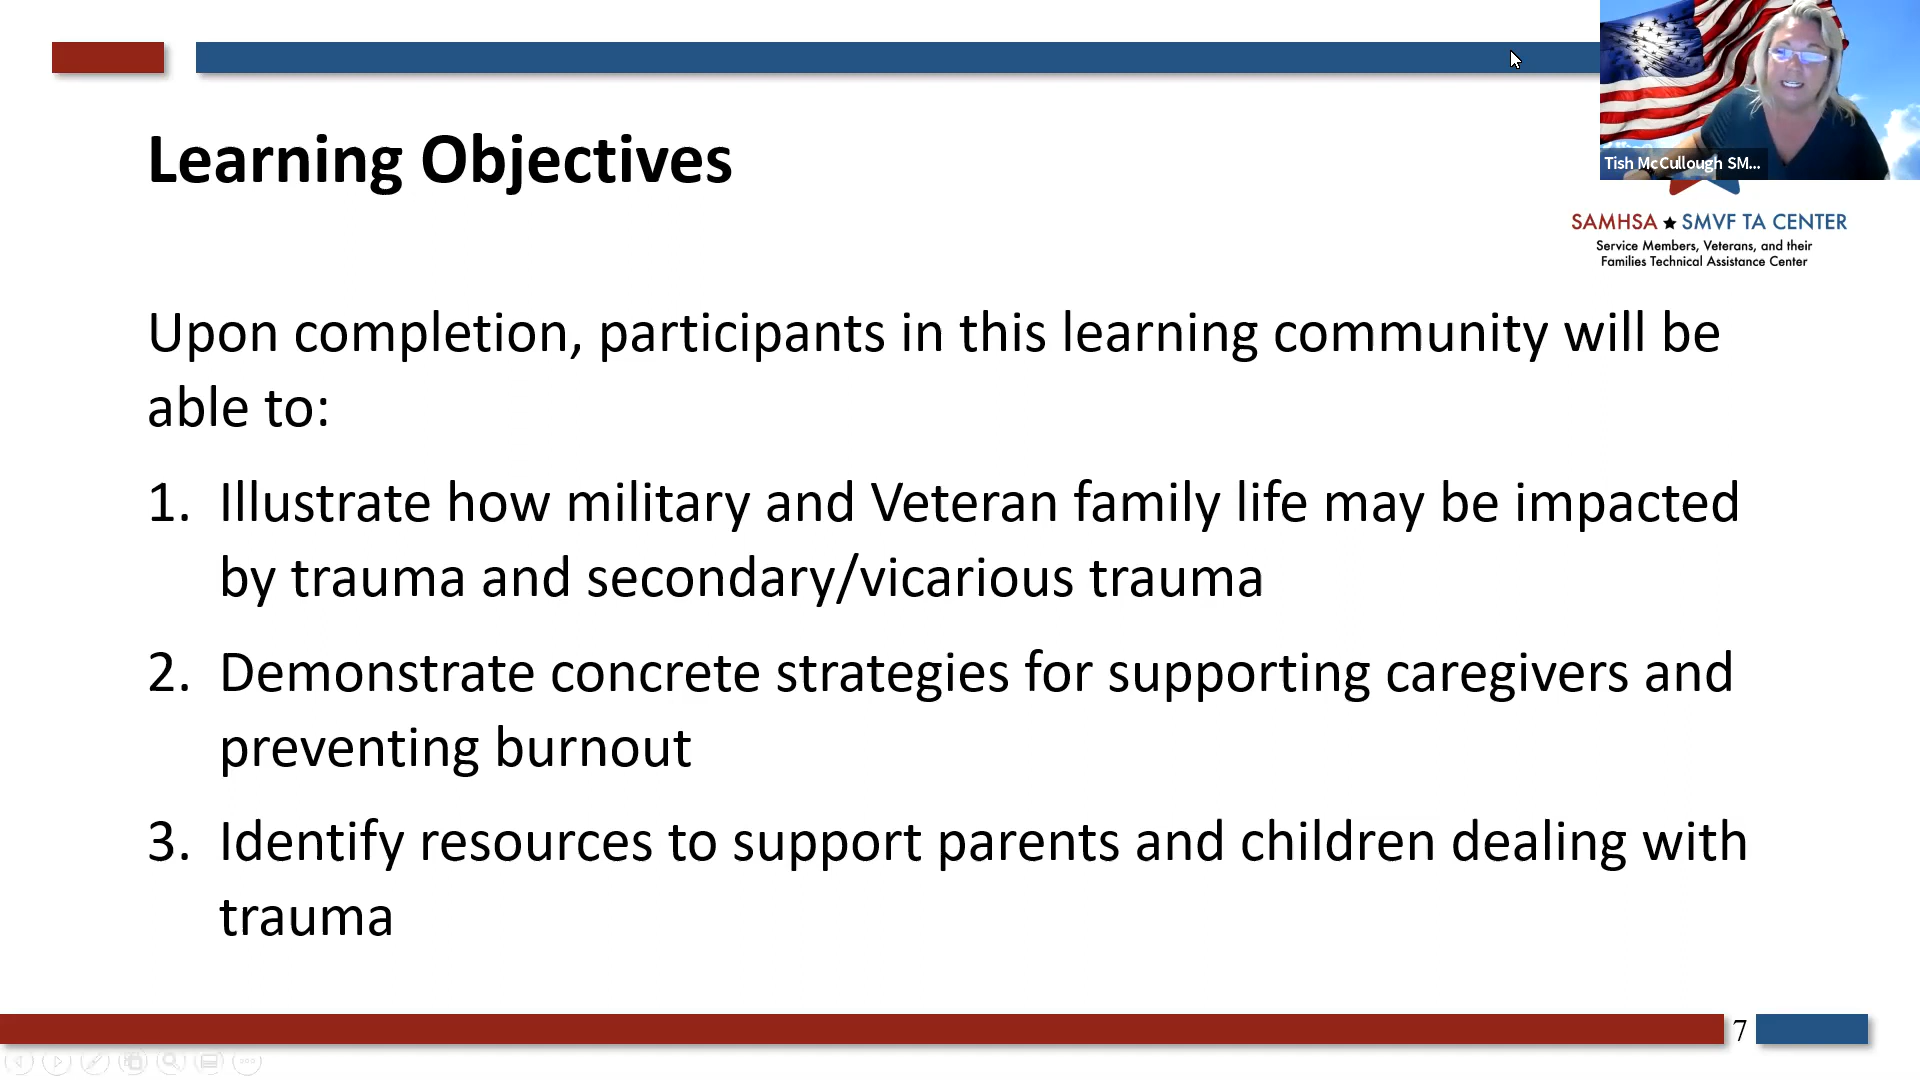 Learning Objectives
Tish McCullough SM...
SAMHSA ★ SMVF TA CENTER
Service Members, Veterans, and their
Families Technical Assistance Center
Upon completion, participants in this learning community will be
able to:
1. Illustrate how military and Veteran family life may be impacted
by trauma and secondary/vicarious trauma
2. Demonstrate concrete strategies for supporting caregivers and
preventing burnout
3. Identify resources to support parents and children dealing with
trauma
7